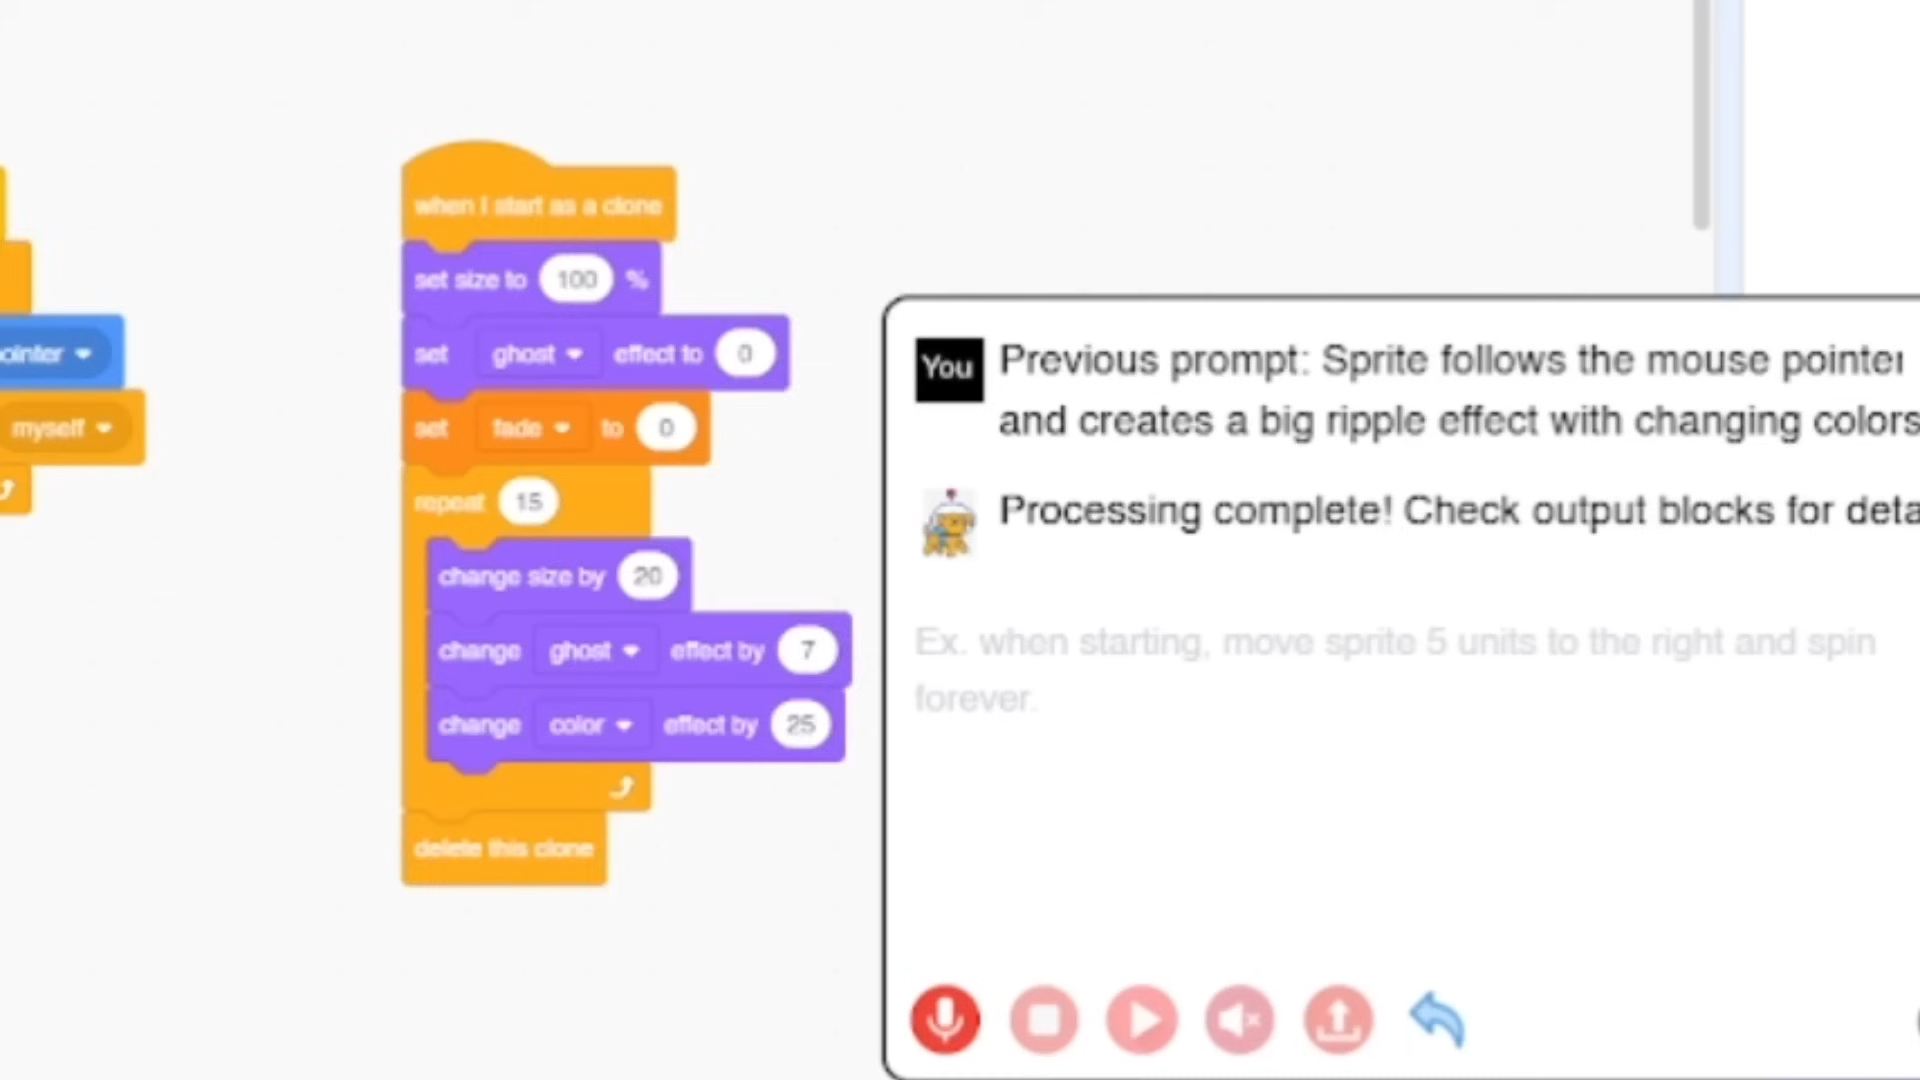 when I start as a clone
set size to 100 %
set ghost effect to 0
ointer
myself
set fade to 0
repeat 15
change size by 20
change ghost effect by 7
change color effect by 25
delete this clone
You
Previous prompt: Sprite follows the mouse pointer
and creates a big ripple effect with changing colors
Processing complete! Check output blocks for deta
Ex. when starting, move sprite 5 units to the right and spin
forever.